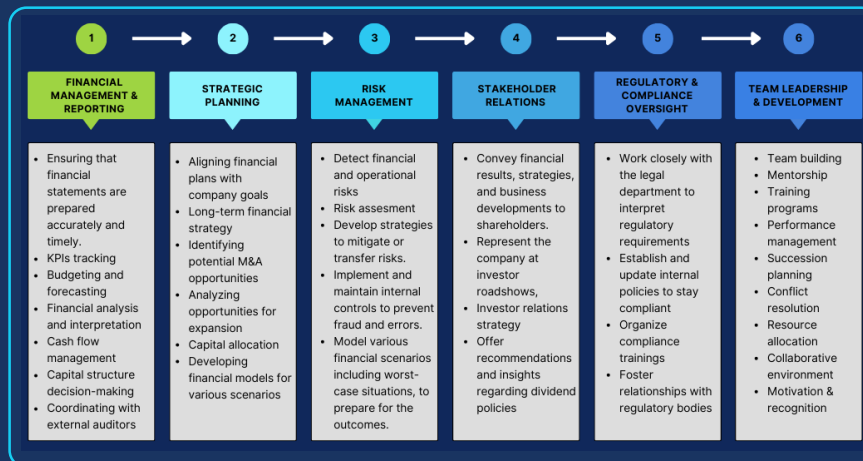 1
2
3
4
5
6
FINANCIAL
MANAGEMENT &
REPORTING
STRATEGIC
PLANNING
RISK
MANAGEMENT
STAKEHOLDER
RELATIONS
REGULATORY &
COMPLIANCE
OVERSIGHT
TEAM LEADERSHIP
& DEVELOPMENT
• Ensuring that
financial
statements are
prepared
accurately and
timely.
• KPIs tracking
• Budgeting and
forecasting
• Financial analysis
and interpretation
• Cash flow
management
• Capital structure
decision-making
• Coordinating with
external auditors
• Aligning financial
plans with
company goals
• Long-term financial
strategy
• Identifying
potential M&A
opportunities
• Analyzing
opportunities for
expansion
• Capital allocation
• Developing
financial models for
various scenarios
• Detect financial
and operational
risks
• Risk assesment
• Develop strategies
to mitigate or
transfer risks.
• Implement and
maintain internal
controls to prevent
fraud and errors.
• Model various
financial scenarios
including worst-
case situations, to
prepare for the
outcomes.
• Convey financial
results, strategies,
and business
developments to
shareholders.
• Represent the
company at
investor
roadshows,
• Investor relations
strategy
• Offer
recommendations
and insights
regarding dividend
policies
• Work closely with
the legal
department to
interpret
regulatory
requirements
• Establish and
update internal
policies to stay
compliant
• Organize
compliance
trainings
• Foster
relationships with
regulatory bodies
• Team building
• Mentorship
• Training
programs
• Performance
management
• Succession
planning
• Conflict
resolution
• Resource
allocation
• Collaborative
environment
• Motivation &
recognition